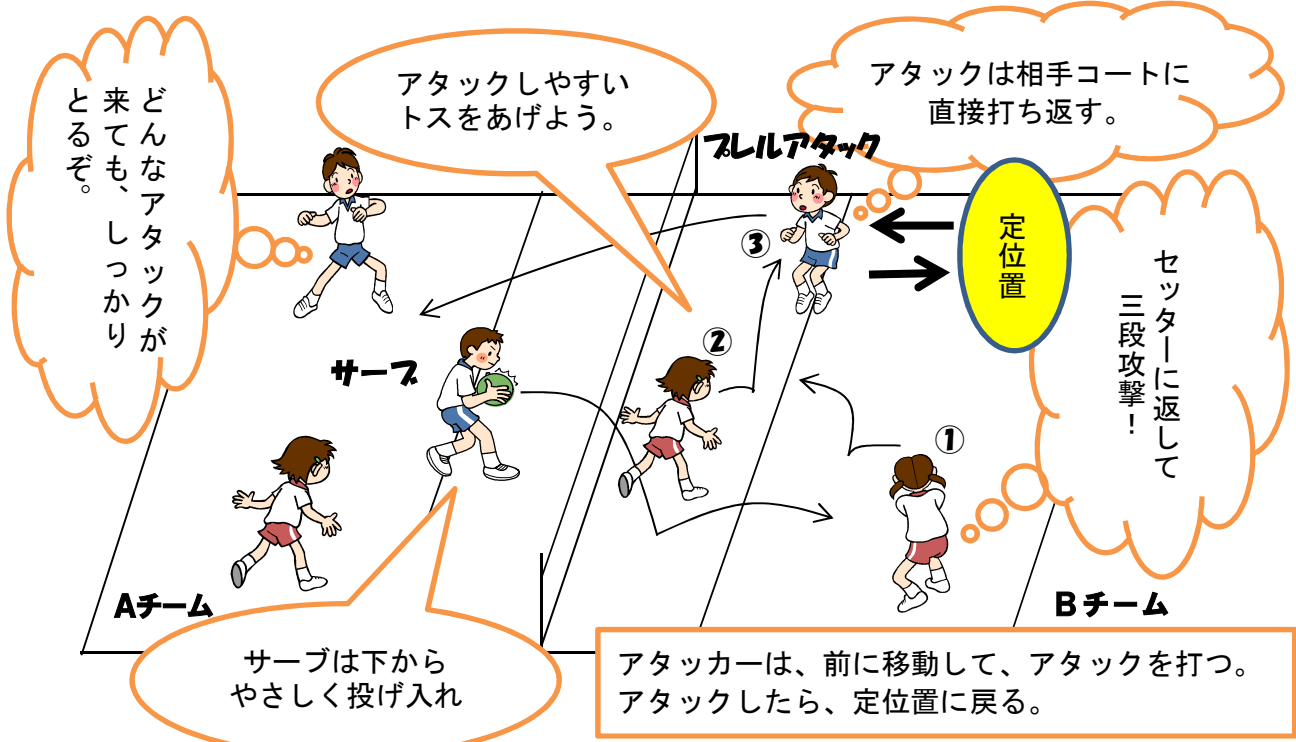 どんなアタックが
来ても、しっかり
とるぞ。
アタックしやすい
トスをあげよう。
アタックは相手コートに
直接打ち返す。
プレルアタック
定位置
セッターに返して
三段攻撃！
③
②
サーブ
①
Aチーム
Bチーム
サーブは下から
やさしく投げ入れ
アタッカーは、前に移動して、アタックを打つ。
アタックしたら、定位置に戻る。